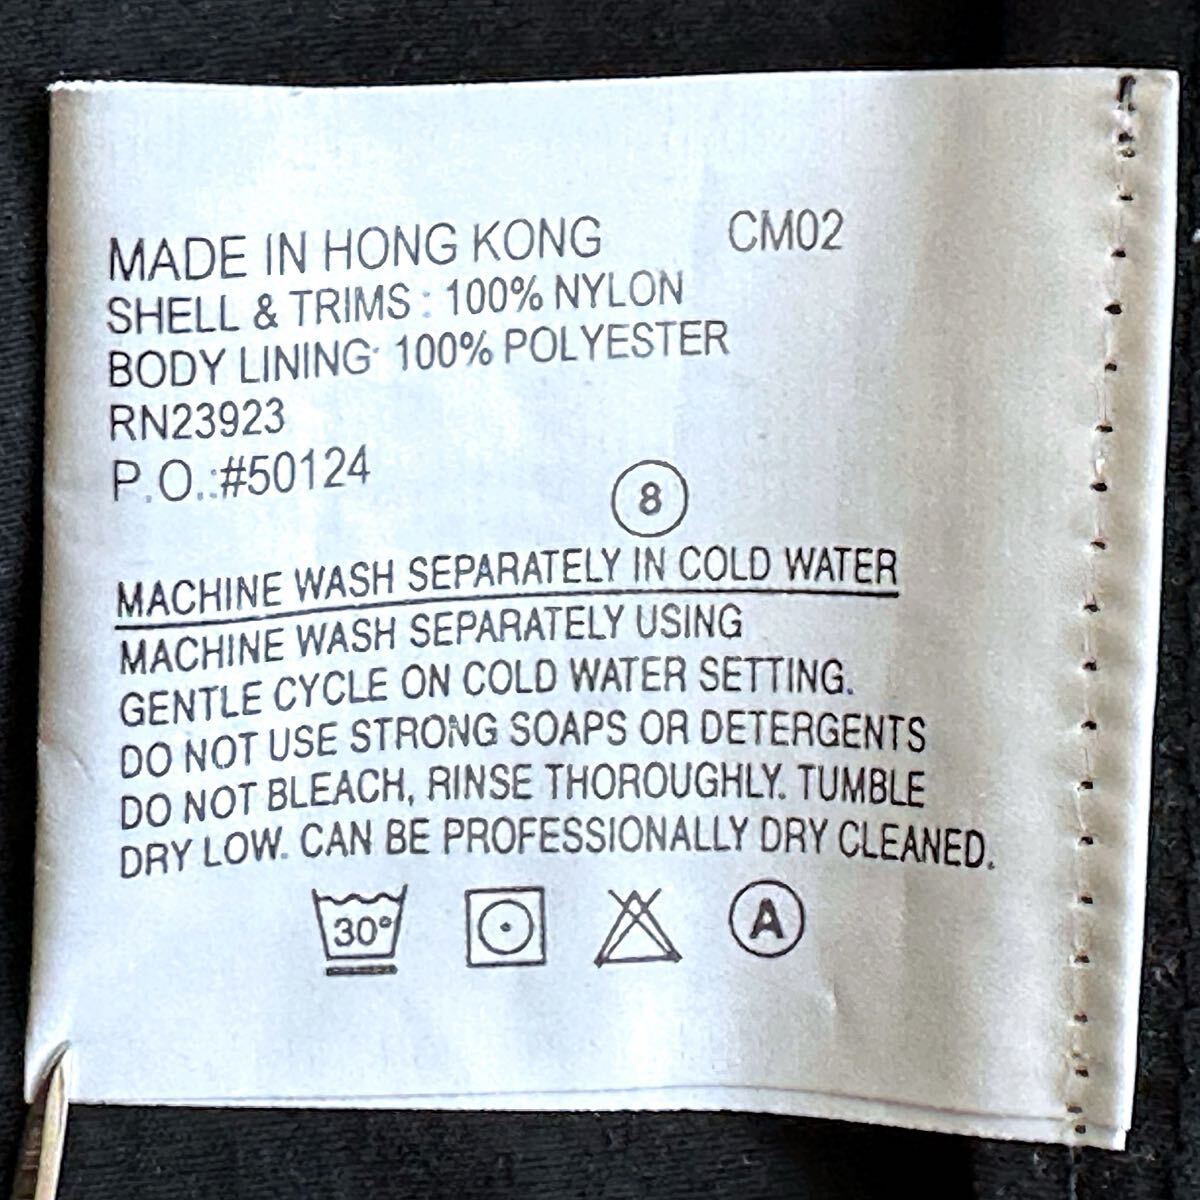 MADE IN HONG KONG CM02
SHELL & TRIMS : 100% NYLON
BODY LINING: 100% POLYESTER
RN23923
P.O.:#50124
8
MACHINE WASH SEPARATELY IN COLD WATER
MACHINE WASH SEPARATELY USING
GENTLE CYCLE ON COLD WATER SETTING.
DO NOT USE STRONG SOAPS OR DETERGENTS
DO NOT BLEACH, RINSE THOROUGHLY. TUMBLE
DRY LOW. CAN BE PROFESSIONALLY DRY CLEANED.
30° A